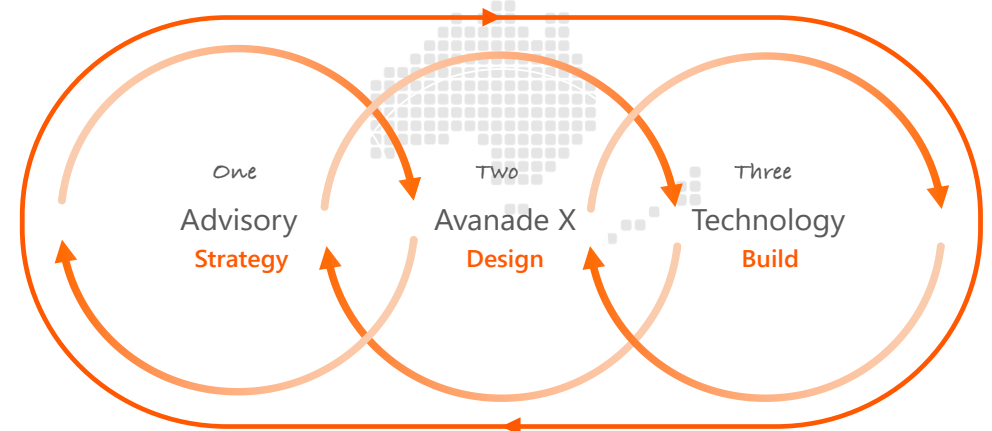 One
Advisory
Strategy
Two
Avanade X
Design
Three
Technology
Build